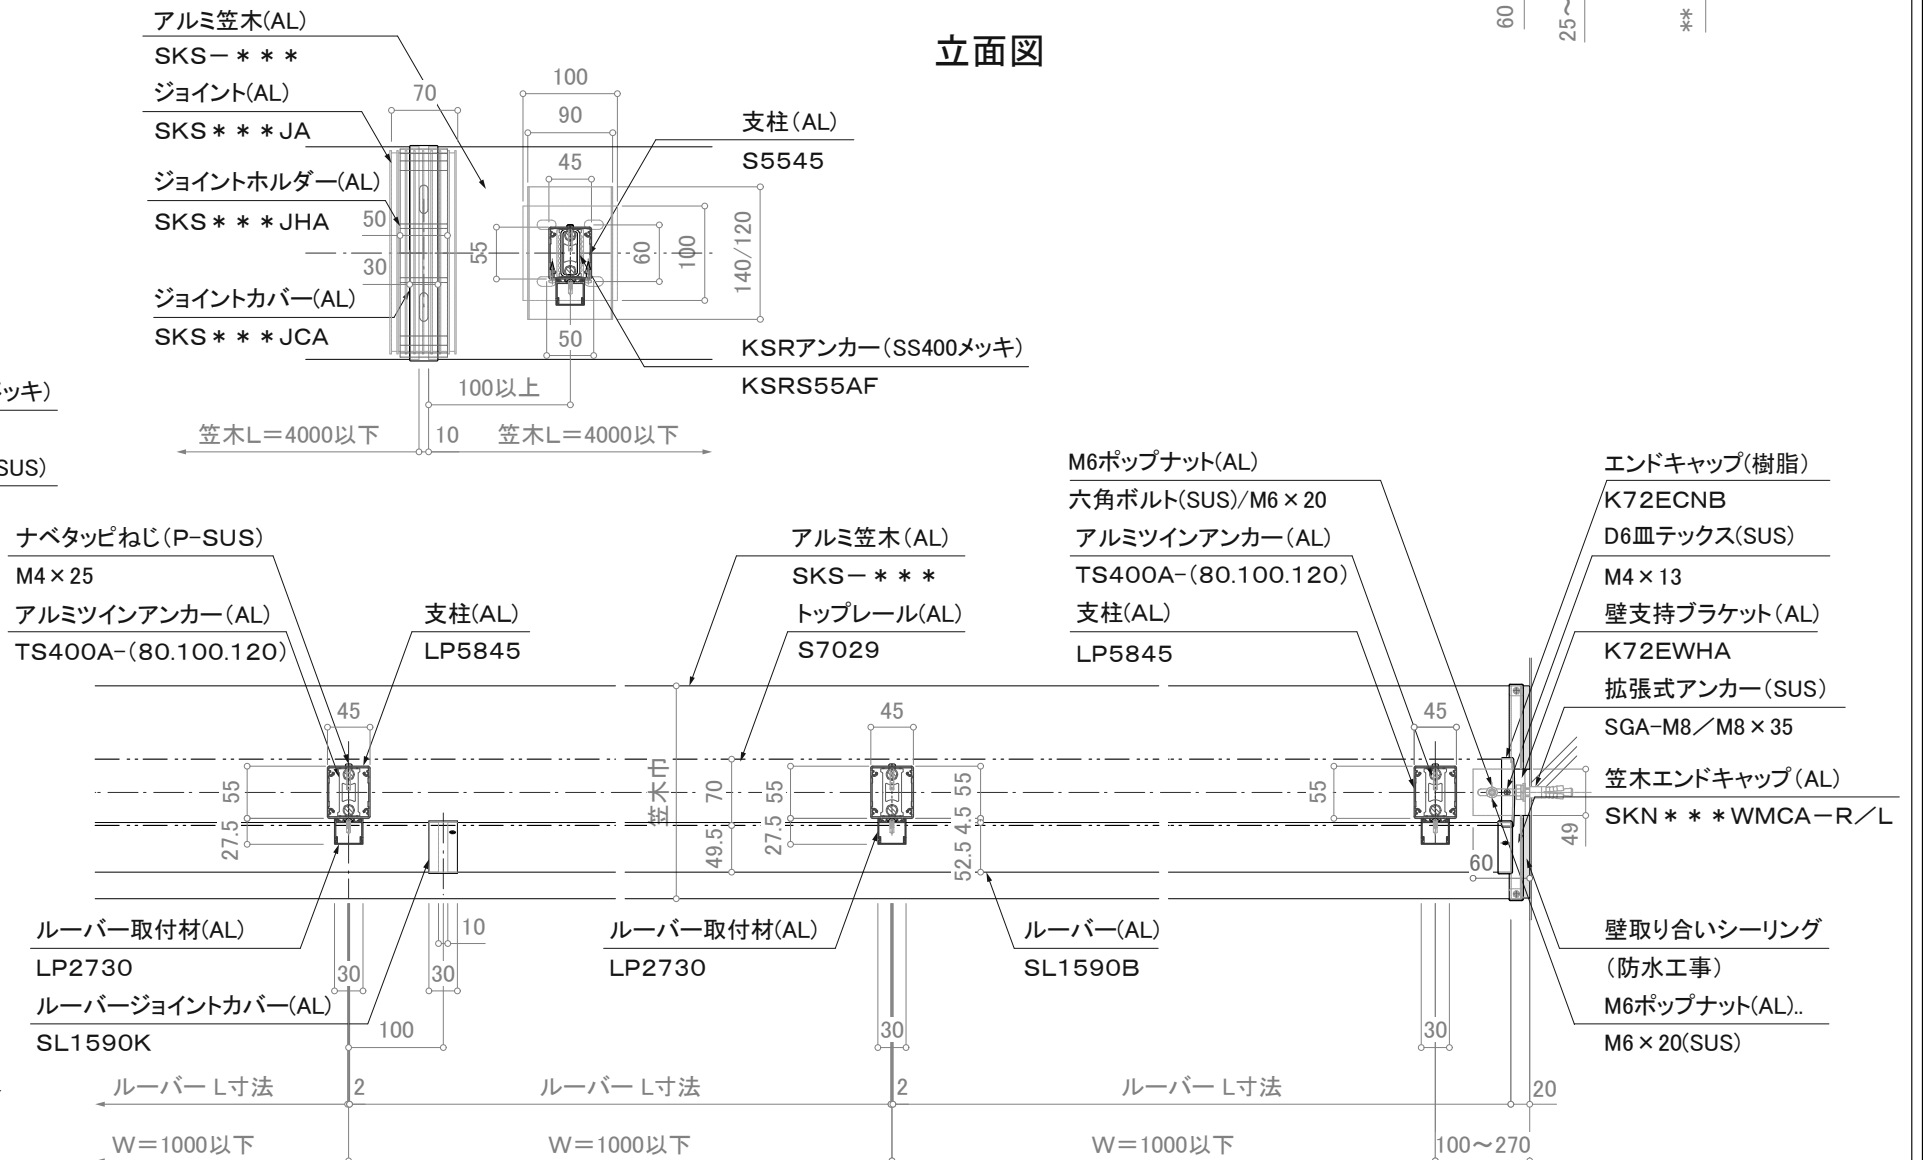 アルミ笠木(AL)
SKS－＊＊＊
ジョイント(AL)
SKS＊＊＊JA
ジョイントホルダー(AL)
SKS＊＊＊JHA
ジョイントカバー(AL)
SKS＊＊＊JCA
70
50
30
100
90
45
55
60
100
140/120
50
支柱(AL)
S5545
KSRアンカー(SS400メッキ)
KSRS55AF
100以上
笠木L＝4000以下
10
笠木L＝4000以下
立面図
60
25～
**
ッキ)
SUS)
ナベタッピねじ(P-SUS)
M4×25
アルミツインアンカー(AL)
TS400A-(80.100.120)
支柱(AL)
LP5845
アルミ笠木(AL)
SKS－＊＊＊
トップレール(AL)
S7029
M6ポップナット(AL)
六角ボルト(SUS)/M6×20
アルミツインアンカー(AL)
TS400A-(80.100.120)
支柱(AL)
LP5845
エンドキャップ(樹脂)
K72ECNB
D6皿テックス(SUS)
M4×13
壁支持ブラケット(AL)
K72EWHA
拡張式アンカー(SUS)
SGA-M8／M8×35
笠木エンドキャップ(AL)
SKN＊＊＊WMCA－R／L
45
55
27.5
笠木巾
70
49.5
45
55
27.5
55
4.5
52.5
45
55
60
49
ルーバー取付材(AL)
LP2730
ルーバージョイントカバー(AL)
SL1590K
30
10
30
100
ルーバー取付材(AL)
LP2730
30
ルーバー(AL)
SL1590B
30
壁取り合いシーリング
(防水工事)
M6ポップナット(AL)..
M6×20(SUS)
ルーバー L寸法
2
ルーバー L寸法
2
ルーバー L寸法
20
W＝1000以下
W＝1000以下
W＝1000以下
100～270